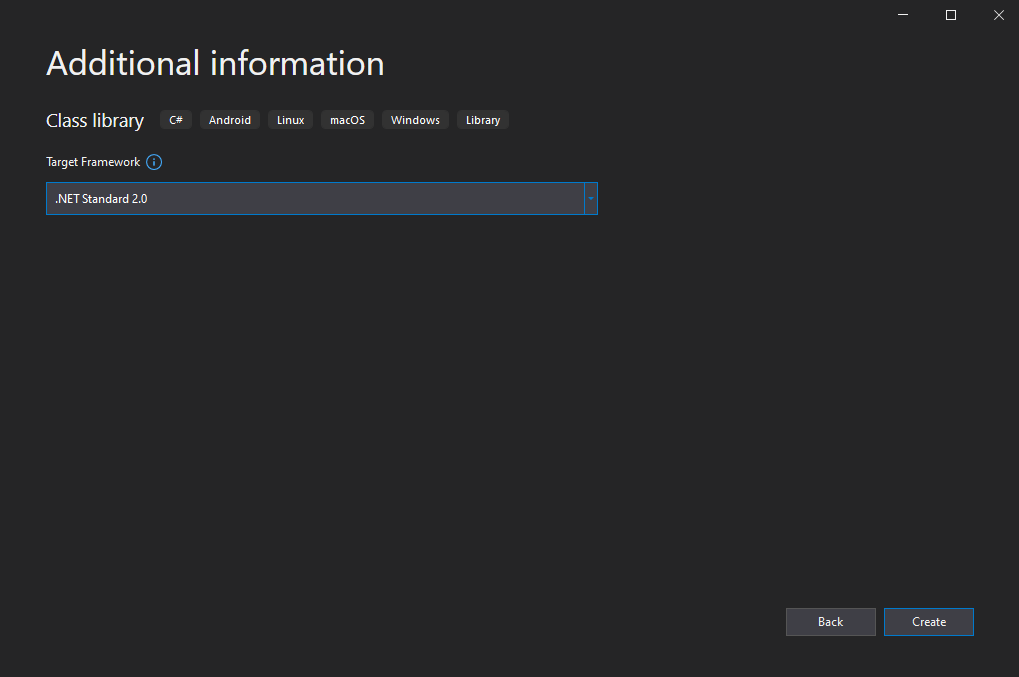 Additional information
Class library C# Android Linux macOS Windows Library
Target Framework
.NET Standard 2.0
Back Create